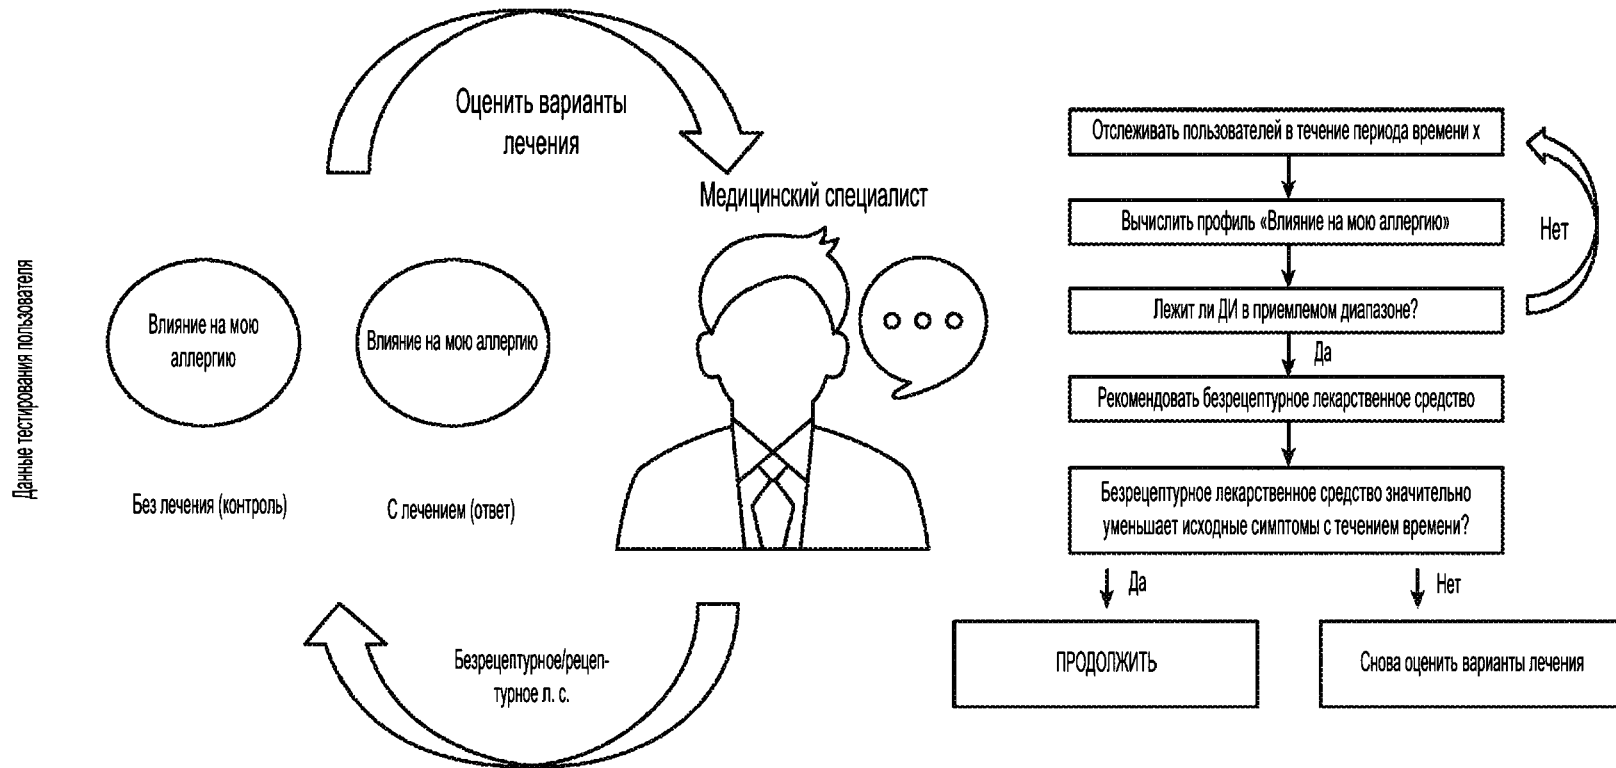 Данные тестирования пользователя
Оценить варианты
лечения
Медицинский специалист
Влияние на мою
аллергию
Влияние на мою аллергию
Без лечения (контроль)
С лечением (ответ)
Безрецептурное/рецеп-
турное л. с.
Отслеживать пользователей в течение периода времени x
Вычислить профиль «Влияние на мою аллергию»
Нет
Лежит ли ДИ в приемлемом диапазоне?
Да
Рекомендовать безрецептурное лекарственное средство
Безрецептурное лекарственное средство значительно
уменьшает исходные симптомы с течением времени?
Да
Нет
ПРОДОЛЖИТЬ
Снова оценить варианты лечения